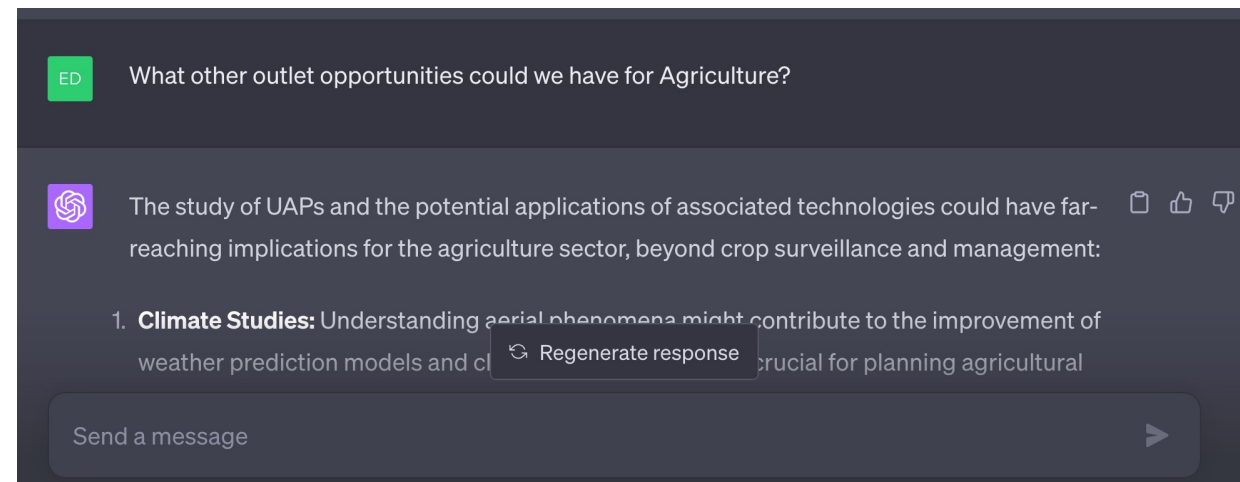 ED
What other outlet opportunities could we have for Agriculture?
The study of UAPs and the potential applications of associated technologies could have far-
reaching implications for the agriculture sector, beyond crop surveillance and management:
1. Climate Studies: Understanding aerial phenomena might contribute to the improvement of
weather prediction models and crucial for planning agricultural
Regenerate response
Send a message